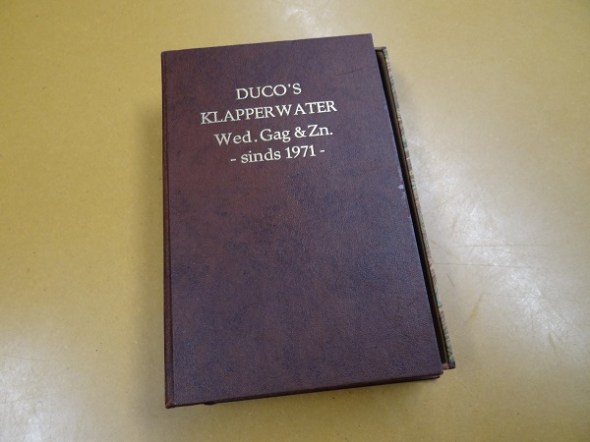 DUCO'S
KLAPPERWATER
Wed. Gag & Zn.
- sinds 1971 -